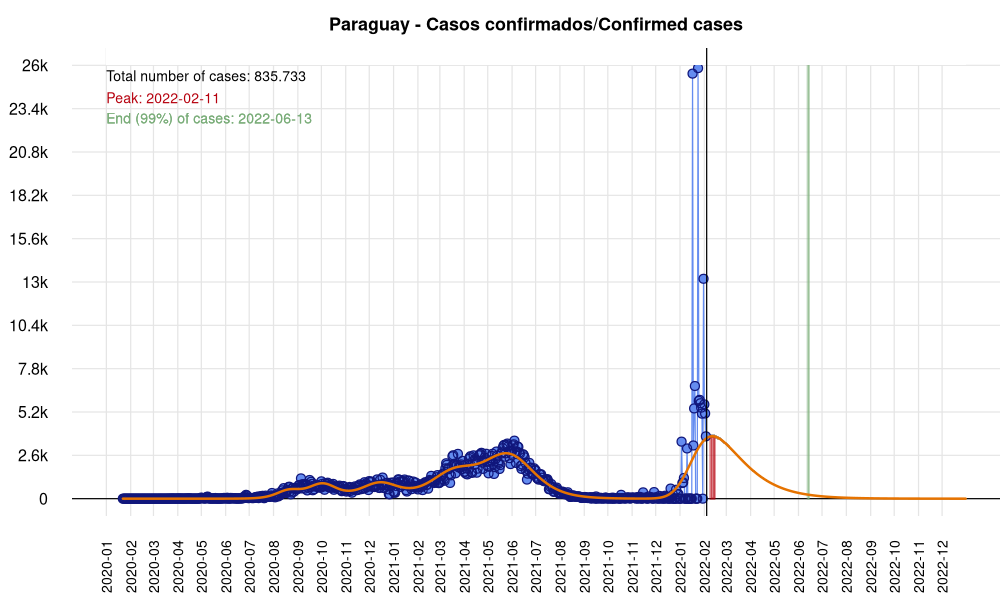 Paraguay - Casos confirmados/Confirmed cases
Total number of cases: 835.733
Peak: 2022-02-11
End (99%) of cases: 2022-06-13
26k
23.4k
20.8k
18.2k
15.6k
13k
10.4k
7.8k
5.2k
2.6k
0
2020-01
2020-02
2020-03
2020-04
2020-05
2020-06
2020-07
2020-08
2020-09
2020-10
2020-11
2020-12
2021-01
2021-02
2021-03
2021-04
2021-05
2021-06
2021-07
2021-08
2021-09
2021-10
2021-11
2021-12
2022-01
2022-02
2022-03
2022-04
2022-05
2022-06
2022-07
2022-08
2022-09
2022-10
2022-11
2022-12